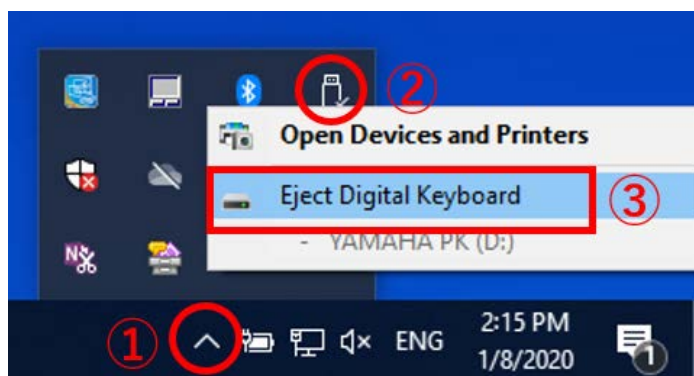 ②
Open Devices and Printers
Eject Digital Keyboard
③
- YAMAHA PK (D:)
N
①
ENG
2:15 PM
1/8/2020
1